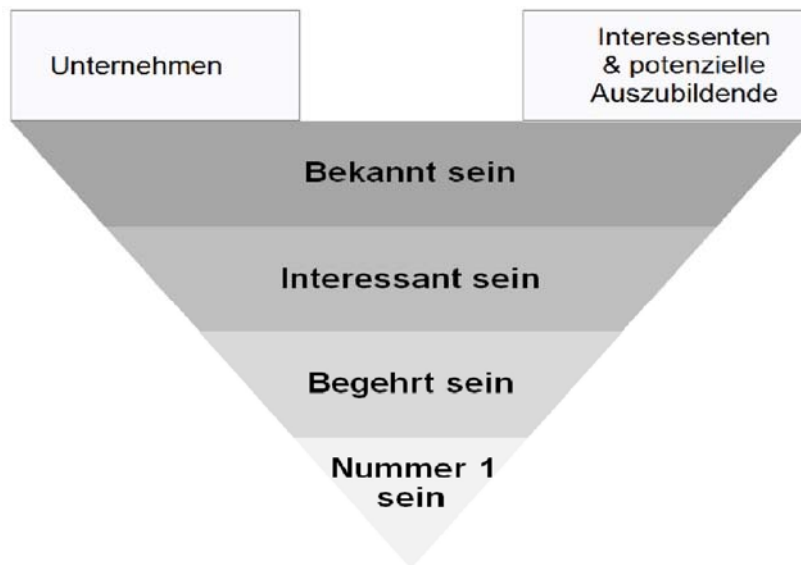 Unternehmen
Interessenten
& potenzielle
Auszubildende
Bekannt sein
Interessant sein
Begehrt sein
Nummer 1
sein